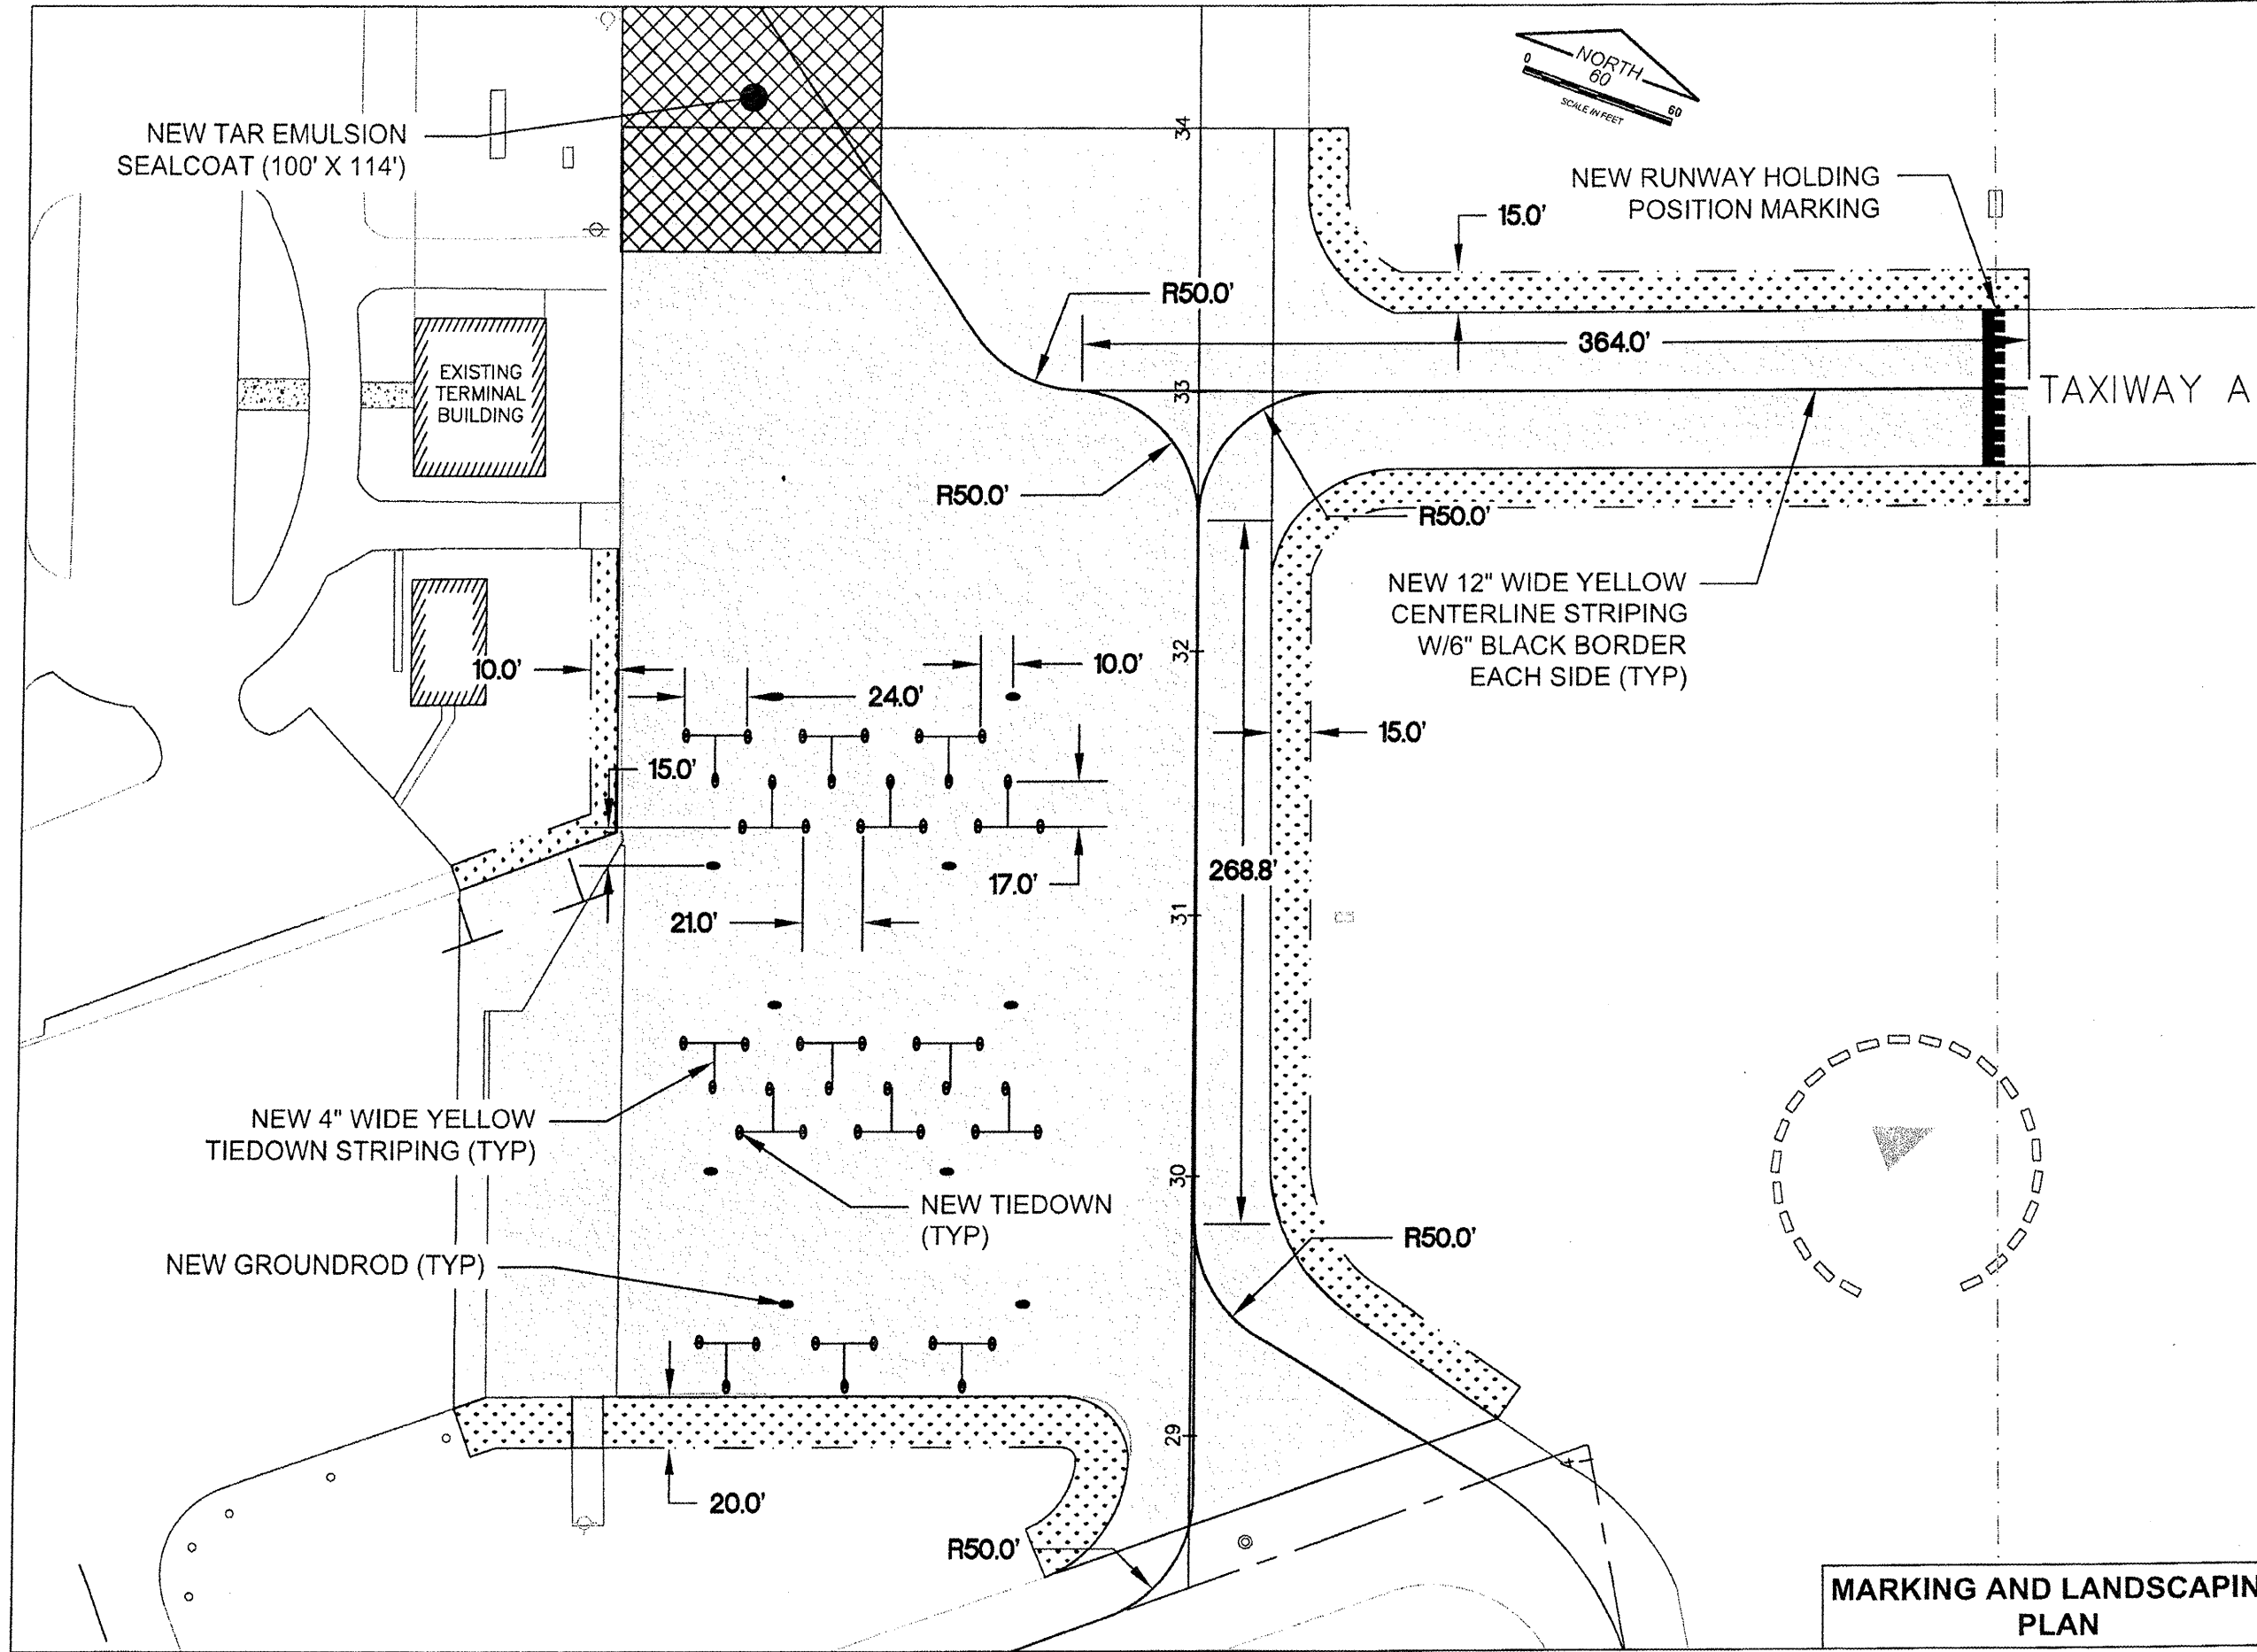 NORTH
0 60 60
SCALE IN FEET
NEW TAR EMULSION
SEALCOAT (100' X 114')
34
NEW RUNWAY HOLDING
POSITION MARKING
15.0'
R50.0'
364.0'
EXISTING
TERMINAL
BUILDING
33
TAXIWAY A
R50.0'
R50.0'
NEW 12" WIDE YELLOW
CENTERLINE STRIPING
W/6" BLACK BORDER
EACH SIDE (TYP)
32
10.0'
10.0'
24.0'
15.0'
15.0'
268.8'
17.0'
31
21.0'
NEW 4" WIDE YELLOW
TIEDOWN STRIPING (TYP)
30
NEW TIEDOWN
(TYP)
R50.0'
NEW GROUNDROD (TYP)
29
20.0'
R50.0'
MARKING AND LANDSCAPIN
PLAN